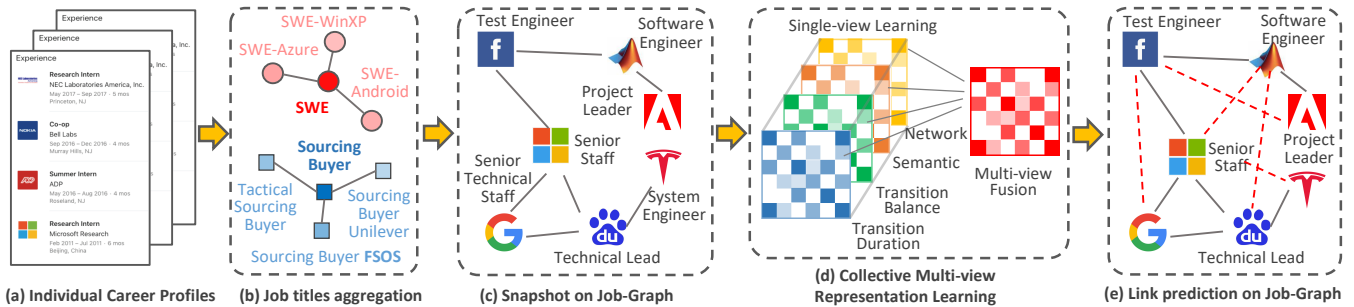 Experience
Experience
Experience
Research Intern
NEC Laboratories America, Inc.
May 2017 – Sep 2017 · 5 mos
Princeton, NJ
NOKIA
Co-op
Bell Labs
Sep 2016 – Dec 2016 · 4 mos
Murray Hills, NJ
Summer Intern
ADP
May 2016 – Aug 2016 · 4 mos
Roseland, NJ
Research Intern
Microsoft Research
Feb 2011 – Jul 2011 · 6 mos
Beijing, China
a, Inc.
a, Inc.
(a) Individual Career Profiles
SWE-WinXP
SWE-Azure
SWE-
Android
SWE
Sourcing
Buyer
Tactical
Sourcing
Buyer
Sourcing
Buyer
Unilever
Sourcing Buyer FSOS
(b) Job titles aggregation
Test Engineer
f
Software
Engineer
Project
Leader
Senior
Staff
Senior
Technical
Staff
System
Engineer
du
Technical Lead
(c) Snapshot on Job-Graph
Single-view Learning
Network
Semantic
Transition
Balance
Transition
Duration
Multi-view
Fusion
(d) Collective Multi-view
Representation Learning
Test Engineer
f
Software
Engineer
Project
Leader
Senior
Staff
du
Technical Lead
(e) Link prediction on Job-Graph